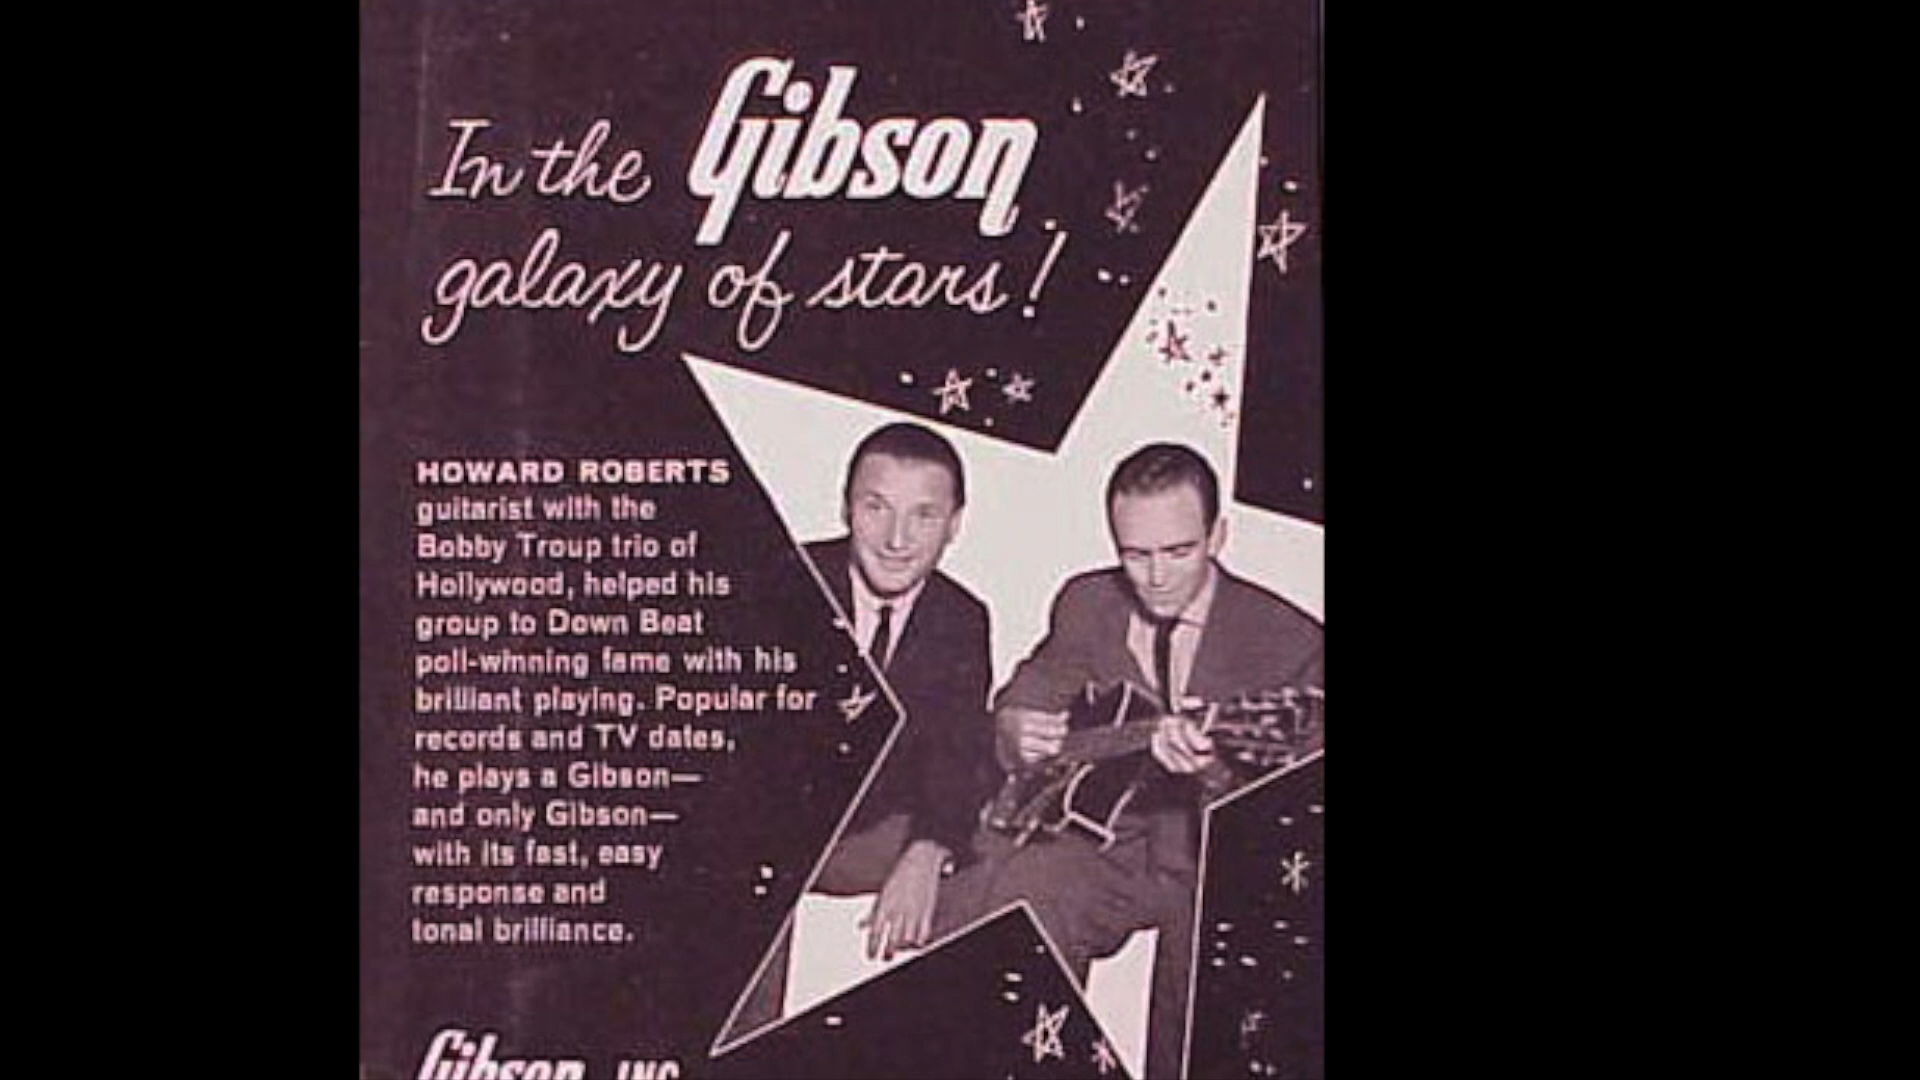 In the Gibson
galaxy of stars!
HOWARD ROBERTS
guitarist with the
Bobby Troup trio of
Hollywood, helped his
group to Down Beat
poll-winning fame with his
brilliant playing. Popular for
records and TV dates,
he plays a Gibson—
and only Gibson—
with its fast, easy
response and
tonal brilliance.
Gibson, INC.